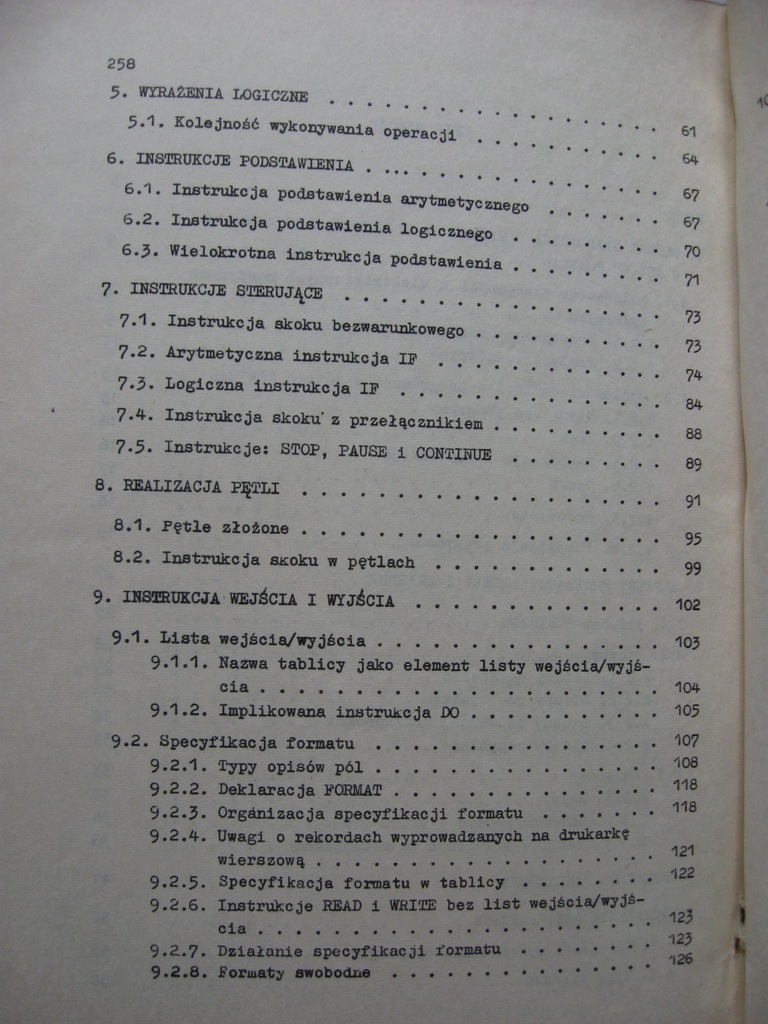 258
5. WYRAŻENIA LOGICZNE . . . . . . . . . . . . . . . . . . 61
5.1. Kolejność wykonywania operacji . . . . . . . . . . . 64
6. INSTRUKCJE PODSTAWIENIA . ... . . . . . . . . . . . . . 67
6.1. Instrukcja podstawienia arytmetycznego . . . . . . . 67
6.2. Instrukcja podstawienia logicznego . . . . . . . . . 70
6.3. Wielokrotna instrukcja podstawienia . . . . . . . . . 71
7. INSTRUKCJE STERUJĄCE . . . . . . . . . . . . . . . . . 73
7.1. Instrukcja skoku bezwarunkowego . . . . . . . . . . . 73
7.2. Arytmetyczna instrukcja IF . . . . . . . . . . . . . 74
7.3. Logiczna instrukcja IF . . . . . . . . . . . . . . . 84
7.4. Instrukcja skoku z przełącznikiem . . . . . . . . . . 88
7.5. Instrukcje: STOP, PAUSE i CONTINUE . . . . . . . . . 89
8. REALIZACJA PĘTLI . . . . . . . . . . . . . . . . . . . 91
8.1. Pętle złożone . . . . . . . . . . . . . . . . . . . . 95
8.2. Instrukcja skoku w pętlach . . . . . . . . . . . . . 99
9. INSTRUKCJA WEJŚCIA I WYJŚCIA . . . . . . . . . . . . . 102
9.1. Lista wejścia/wyjścia . . . . . . . . . . . . . . . . 103
9.1.1. Nazwa tablicy jako element listy wejścia/wyjś-
cia . . . . . . . . . . . . . . . . . . . . . . . 104
9.1.2. Implikowana instrukcja DO . . . . . . . . . . . 105
9.2. Specyfikacja formatu . . . . . . . . . . . . . . . . 107
9.2.1. Typy opisów pól . . . . . . . . . . . . . . . . 108
9.2.2. Deklaracja FORMAT . . . . . . . . . . . . . . . 118
9.2.3. Organizacja specyfikacji formatu . . . . . . . 118
9.2.4. Uwagi o rekordach wyprowadzanych na drukarkę
wierszową . . . . . . . . . . . . . . . . . . . . 121
9.2.5. Specyfikacja formatu w tablicy . . . . . . . . 122
9.2.6. Instrukcje READ i WRITE bez list wejścia/wyjś-
cia . . . . . . . . . . . . . . . . . . . . . . . 123
9.2.7. Działanie specyfikacji formatu . . . . . . . . 123
9.2.8. Formaty swobodne . . . . . . . . . . . . . . . 126